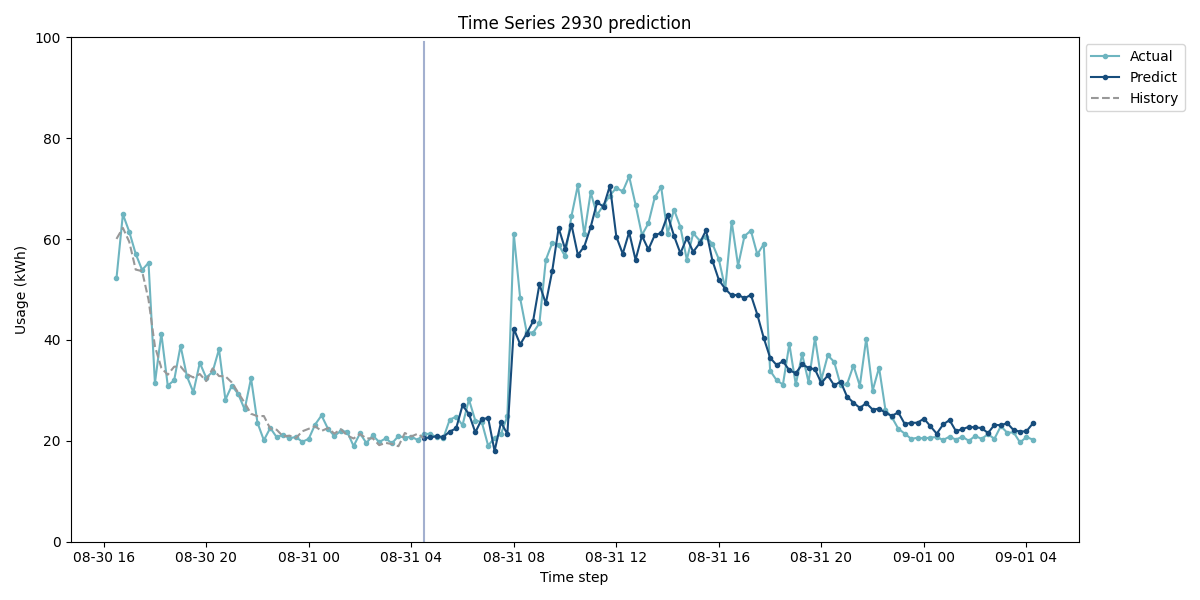 Time Series 2930 prediction
100
80
60
40
20
0
Usage (kWh)
08-30 16
08-30 20
08-31 00
08-31 04
08-31 08
08-31 12
08-31 16
08-31 20
09-01 00
09-01 04
Time step
Actual
Predict
History